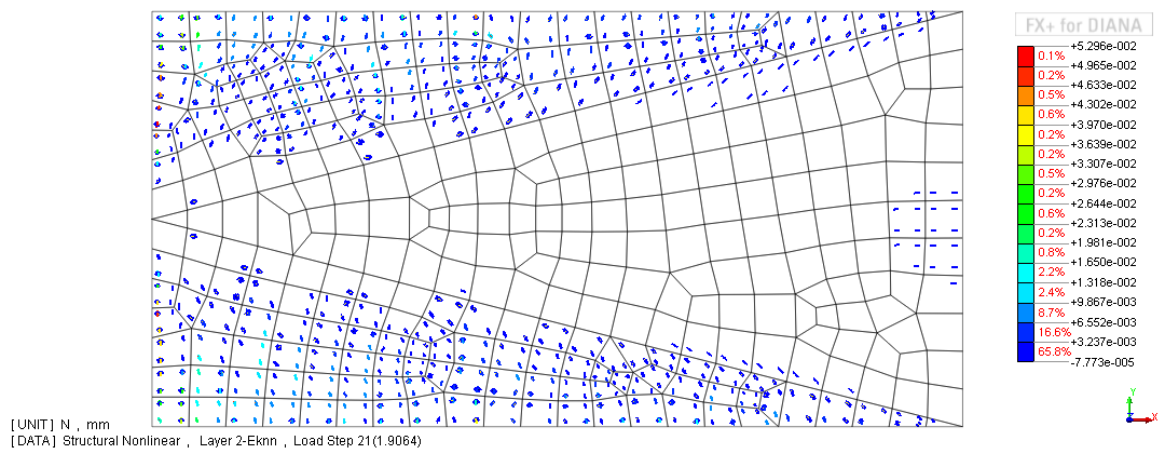 FX+ for DIANA
+5.296e-002
0.1%
+4.965e-002
0.2%
+4.633e-002
0.5%
+4.302e-002
0.6%
+3.970e-002
0.2%
+3.639e-002
0.2%
+3.307e-002
0.5%
+2.976e-002
0.2%
+2.644e-002
0.6%
+2.313e-002
0.2%
+1.981e-002
0.8%
+1.650e-002
2.2%
+1.318e-002
2.4%
+9.867e-003
8.7%
+6.552e-003
16.6%
+3.237e-003
65.8%
-7.773e-005
Y
X
[UNIT] N , mm
[DATA] Structural Nonlinear , Layer 2-Eknn , Load Step 21(1.9064)